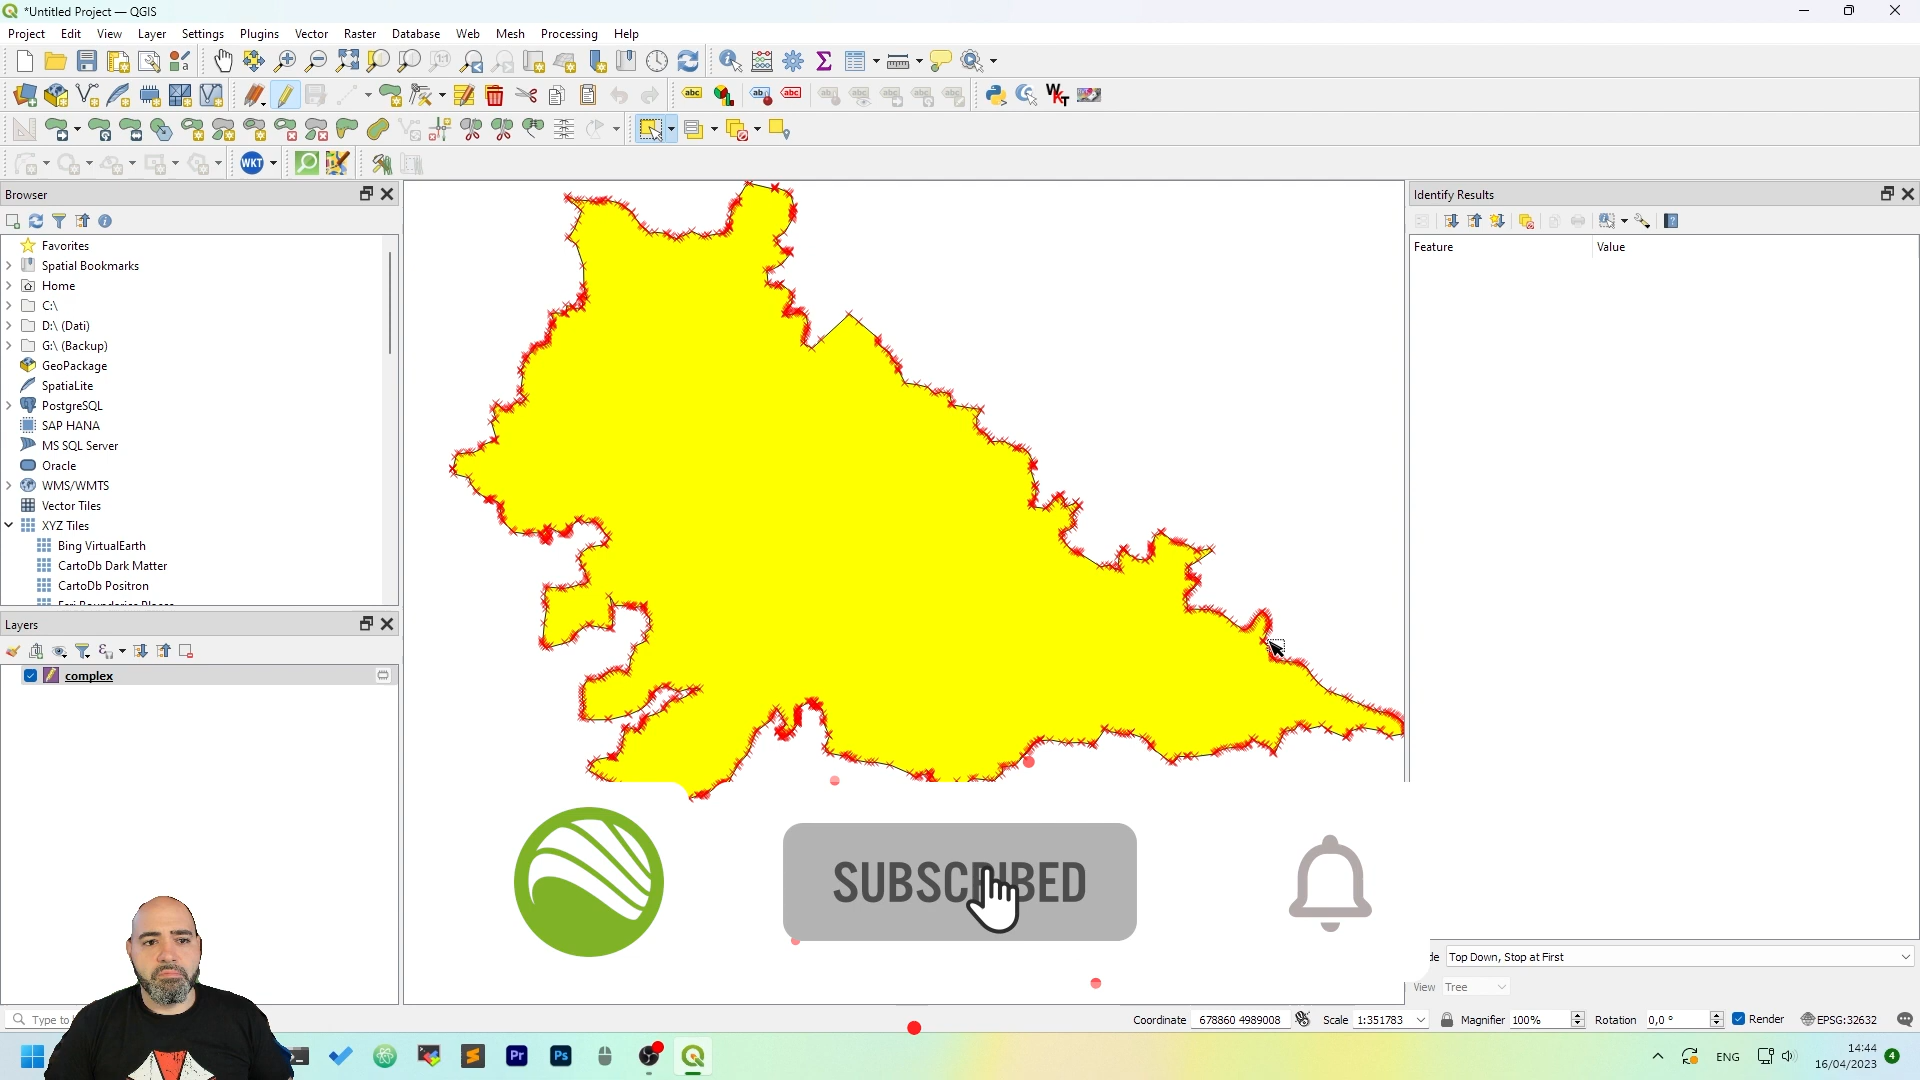 *Untitled Project — QGIS
Project Edit View Layer Settings Plugins Vector Raster Database Web Mesh Processing Help
Browser
Favorites
Spatial Bookmarks
Home
C:\
D:\ (Dati)
G:\ (Backup)
GeoPackage
SpatiaLite
PostgreSQL
SAP HANA
MS SQL Server
Oracle
WMS/WMTS
Vector Tiles
XYZ Tiles
Bing VirtualEarth
CartoDb Dark Matter
CartoDb Positron
Layers
complex
Identify Results
Feature Value
SUBSCRIBED
Top Down, Stop at First
View Tree
Type to
Coordinate 678860 4989008 Scale 1:351783 Magnifier 100% Rotation 0,0 ° Render EPSG:32632
ENG
14:44
16/04/2023
4